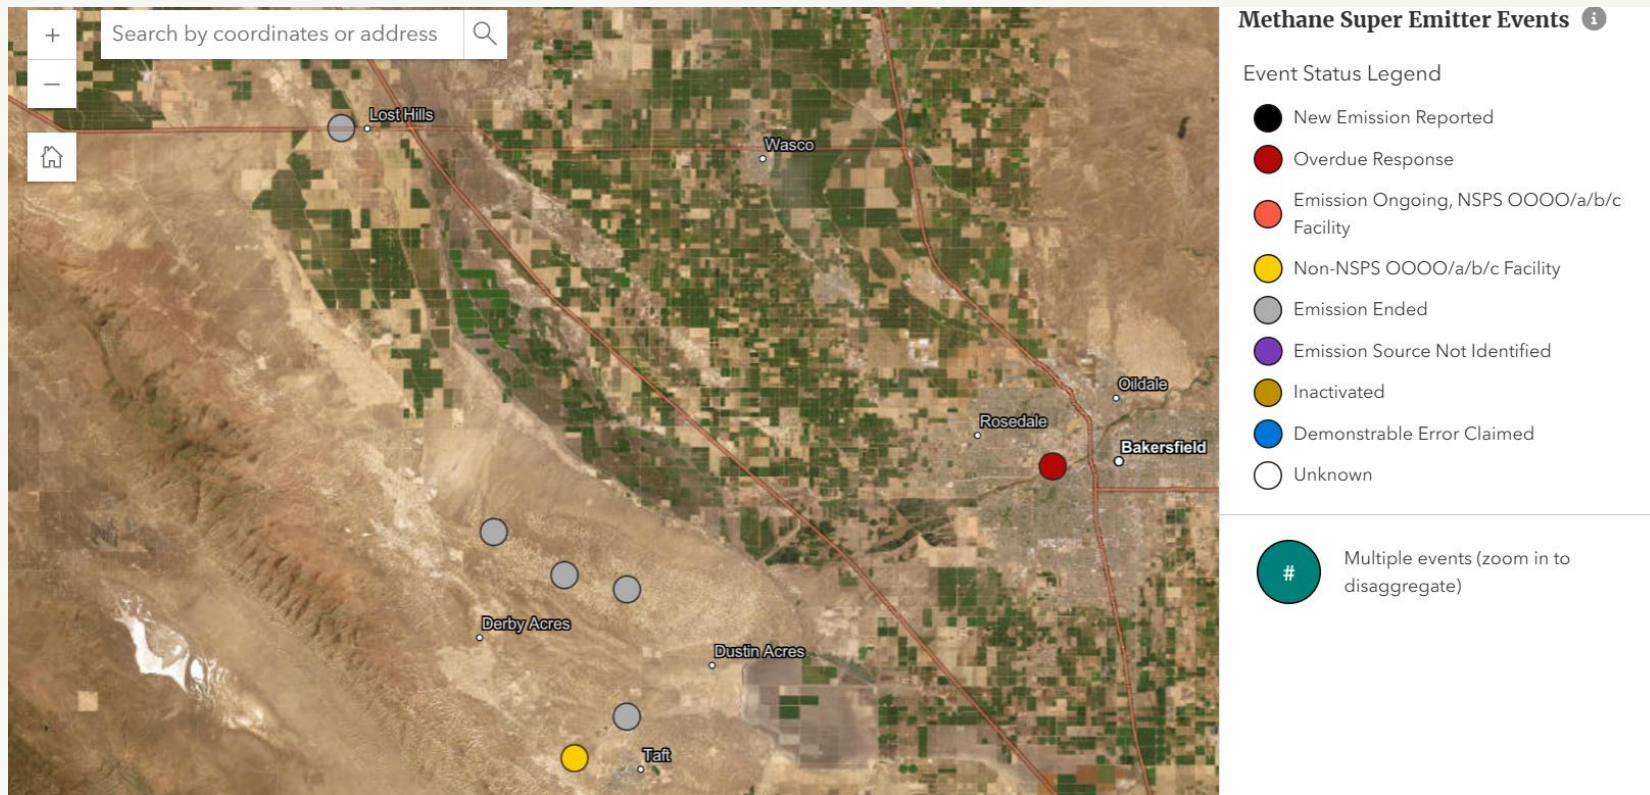 +
Search by coordinates or address
−
Lost Hills
Wasco
Oildale
Rosedale
Bakersfield
Derby Acres
Dustin Acres
Taft
Methane Super Emitter Events i
Event Status Legend
New Emission Reported
Overdue Response
Emission Ongoing, NSPS OOOO/a/b/c
Facility
Non-NSPS OOOO/a/b/c Facility
Emission Ended
Emission Source Not Identified
Inactivated
Demonstrable Error Claimed
Unknown
# Multiple events (zoom in to
disaggregate)